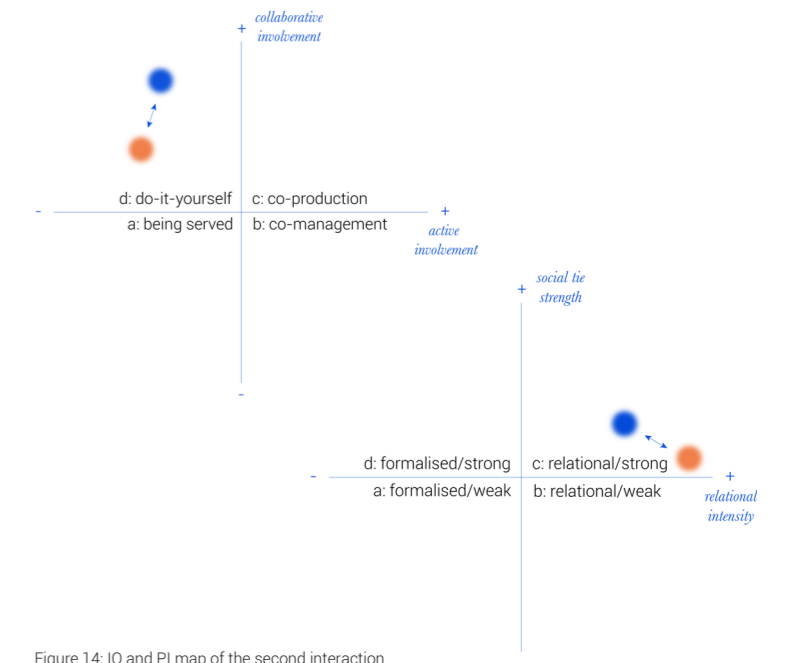 collaborative
+ involvement
d: do-it-yourself c: co-production
- +
a: being served b: co-management
active
involvement
-
social tie
+ strength
d: formalised/strong c: relational/strong
- +
a: formalised/weak b: relational/weak
relational
intensity
Figure 14: IQ and PI map of the second interaction